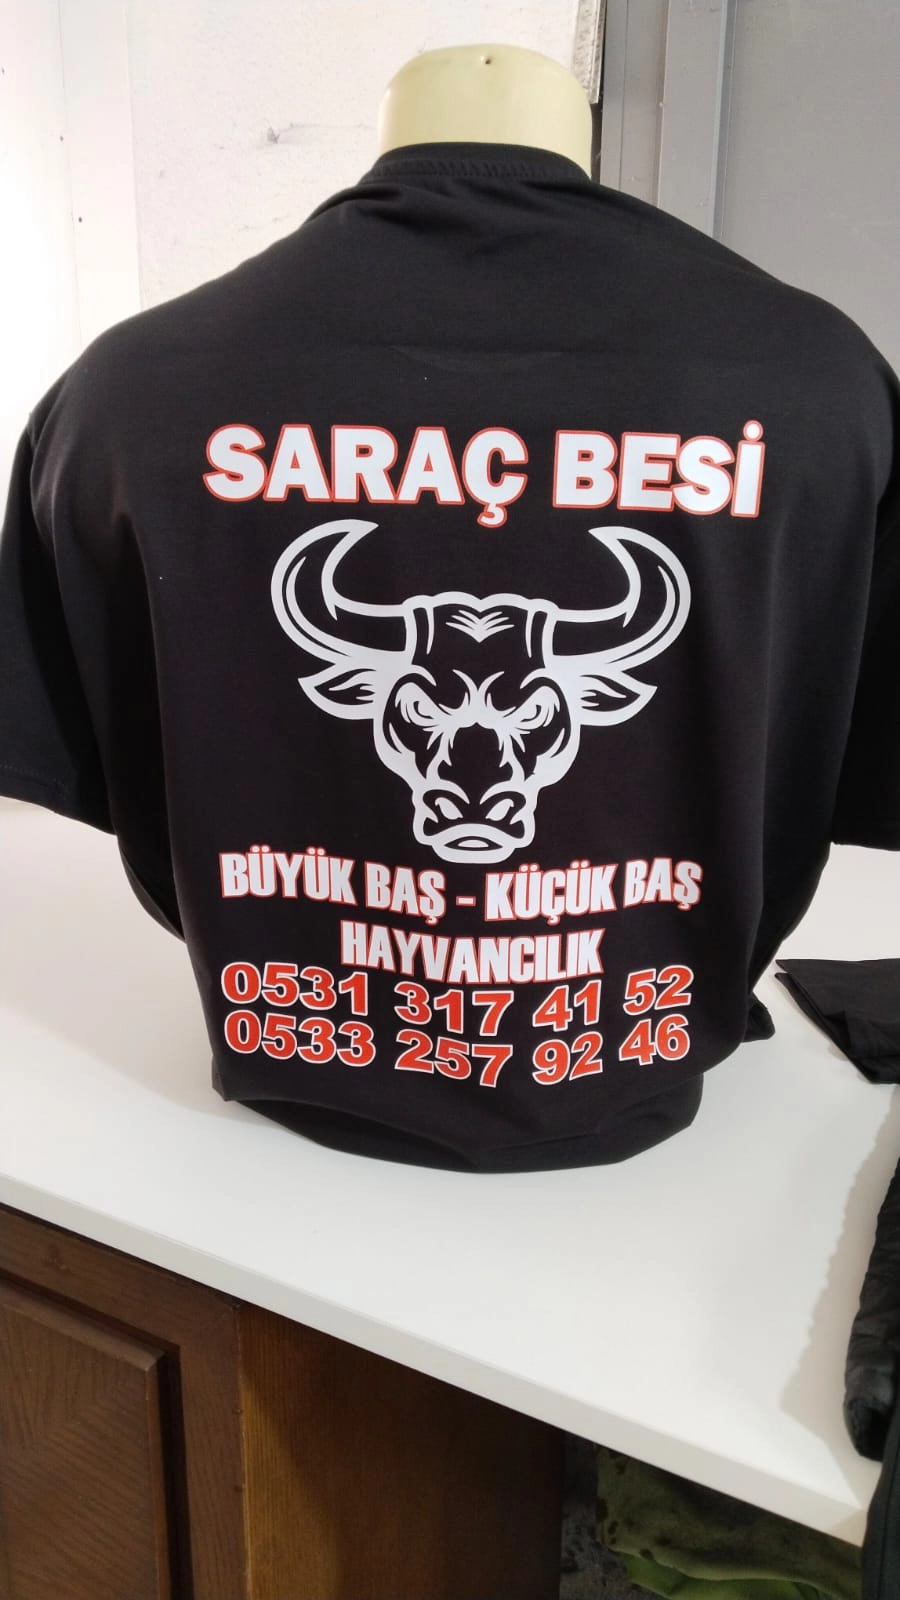 SARAÇ BESİ
BÜYÜK BAŞ - KÜÇÜK BAŞ
HAYVANCILIK
0531 317 41 52
0533 257 92 46